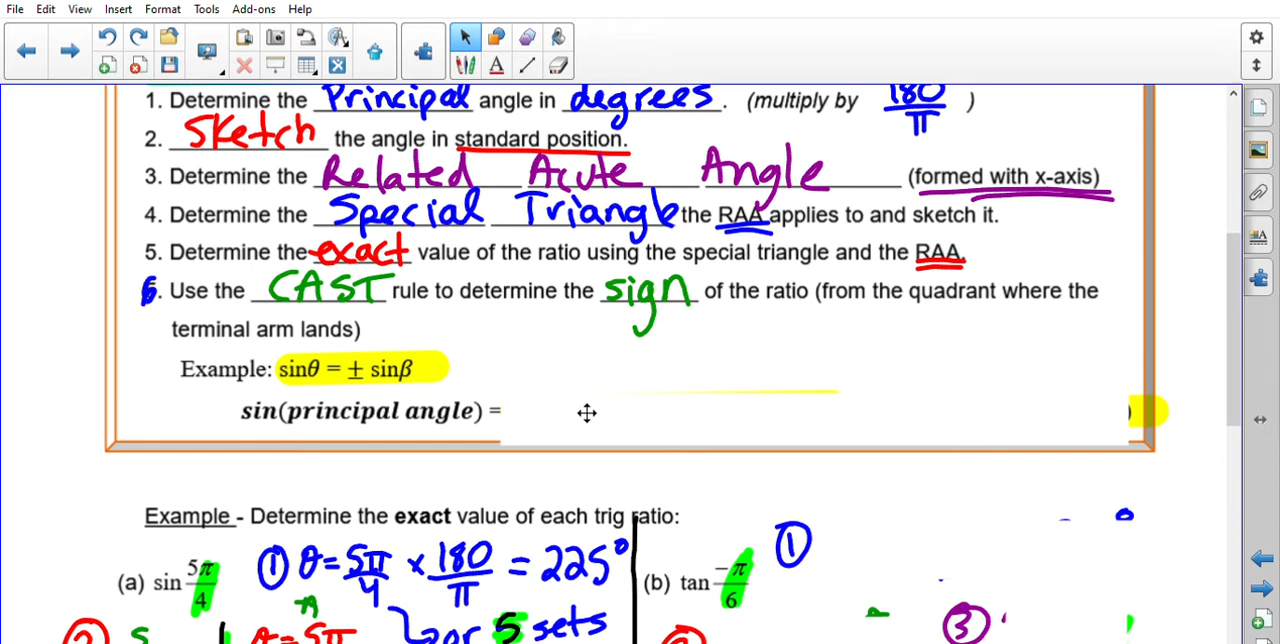 File Edit View Insert Format Tools Add-ons Help
1. Determine the Principal angle in degrees. (multiply by 180/π )
2. Sketch the angle in standard position.
3. Determine the Related Acute Angle (formed with x-axis)
4. Determine the Special Triangle the RAA applies to and sketch it.
5. Determine the exact value of the ratio using the special triangle and the RAA.
6. Use the CAST rule to determine the sign of the ratio (from the quadrant where the
terminal arm lands)
Example: sinθ = ± sinβ
sin(principal angle) =
Example - Determine the exact value of each trig ratio:
(a) sin 5π/4 ① θ = 5π/4 × 180/π = 225° (b) tan -π/6 ①
θ = 5π or 5 sets ③